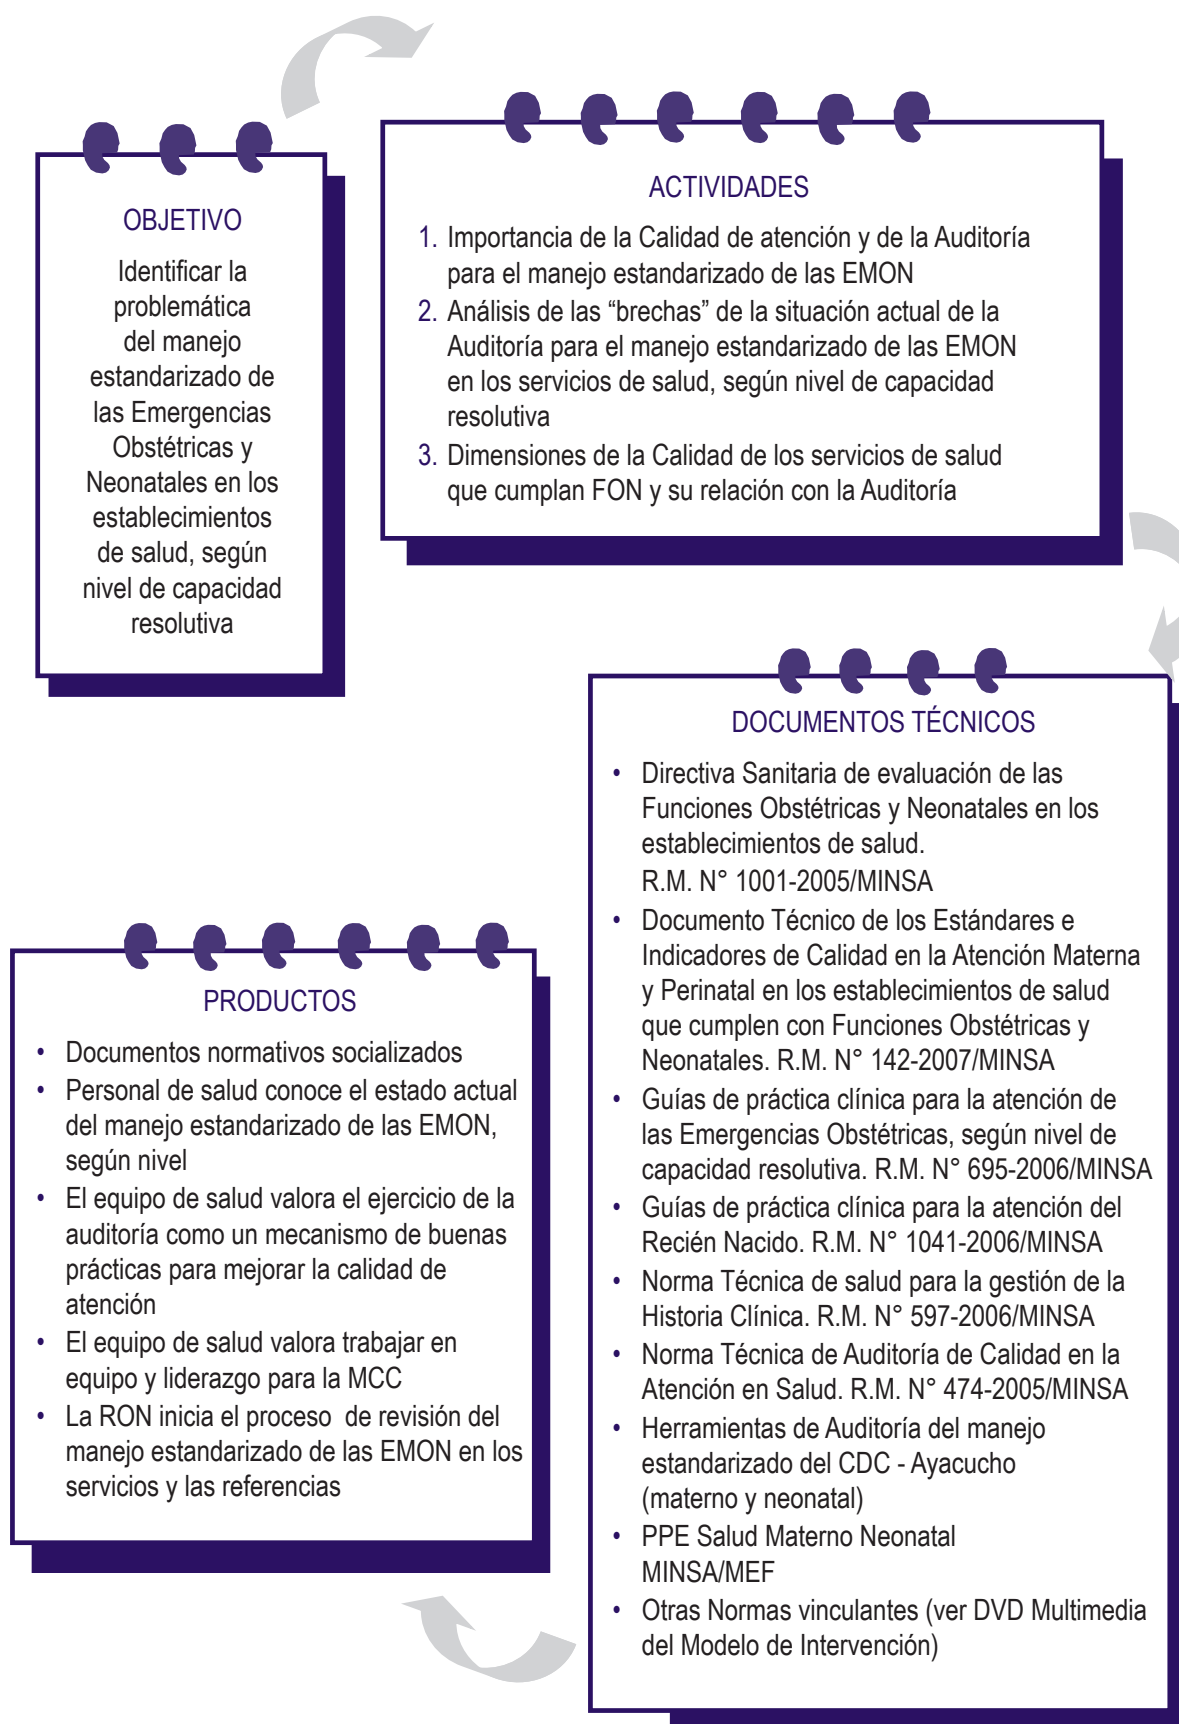 OBJETIVO
Identificar la
problemática
del manejo
estandarizado de
las Emergencias
Obstétricas y
Neonatales en los
establecimientos
de salud, según
nivel de capacidad
resolutiva
ACTIVIDADES
1. Importancia de la Calidad de atención y de la Auditoría
para el manejo estandarizado de las EMON
2. Análisis de las “brechas” de la situación actual de la
Auditoría para el manejo estandarizado de las EMON
en los servicios de salud, según nivel de capacidad
resolutiva
3. Dimensiones de la Calidad de los servicios de salud
que cumplan FON y su relación con la Auditoría
DOCUMENTOS TÉCNICOS
• Directiva Sanitaria de evaluación de las
Funciones Obstétricas y Neonatales en los
establecimientos de salud.
R.M. N° 1001-2005/MINSA
• Documento Técnico de los Estándares e
Indicadores de Calidad en la Atención Materna
y Perinatal en los establecimientos de salud
que cumplen con Funciones Obstétricas y
Neonatales. R.M. N° 142-2007/MINSA
• Guías de práctica clínica para la atención de
las Emergencias Obstétricas, según nivel de
capacidad resolutiva. R.M. N° 695-2006/MINSA
• Guías de práctica clínica para la atención del
Recién Nacido. R.M. N° 1041-2006/MINSA
• Norma Técnica de salud para la gestión de la
Historia Clínica. R.M. N° 597-2006/MINSA
• Norma Técnica de Auditoría de Calidad en la
Atención en Salud. R.M. N° 474-2005/MINSA
• Herramientas de Auditoría del manejo
estandarizado del CDC - Ayacucho
(materno y neonatal)
• PPE Salud Materno Neonatal
MINSA/MEF
• Otras Normas vinculantes (ver DVD Multimedia
del Modelo de Intervención)
PRODUCTOS
• Documentos normativos socializados
• Personal de salud conoce el estado actual
del manejo estandarizado de las EMON,
según nivel
• El equipo de salud valora el ejercicio de la
auditoría como un mecanismo de buenas
prácticas para mejorar la calidad de
atención
• El equipo de salud valora trabajar en
equipo y liderazgo para la MCC
• La RON inicia el proceso de revisión del
manejo estandarizado de las EMON en los
servicios y las referencias